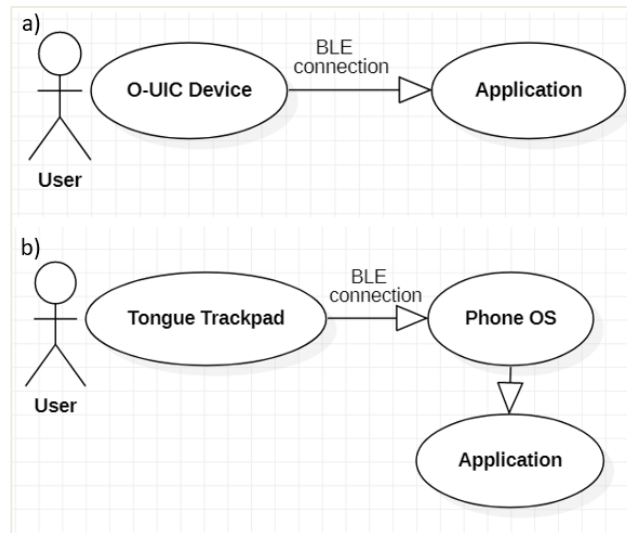 a)
BLE
connection
O-UIC Device
Application
User
b)
BLE
connection
Tongue Trackpad
Phone OS
User
Application